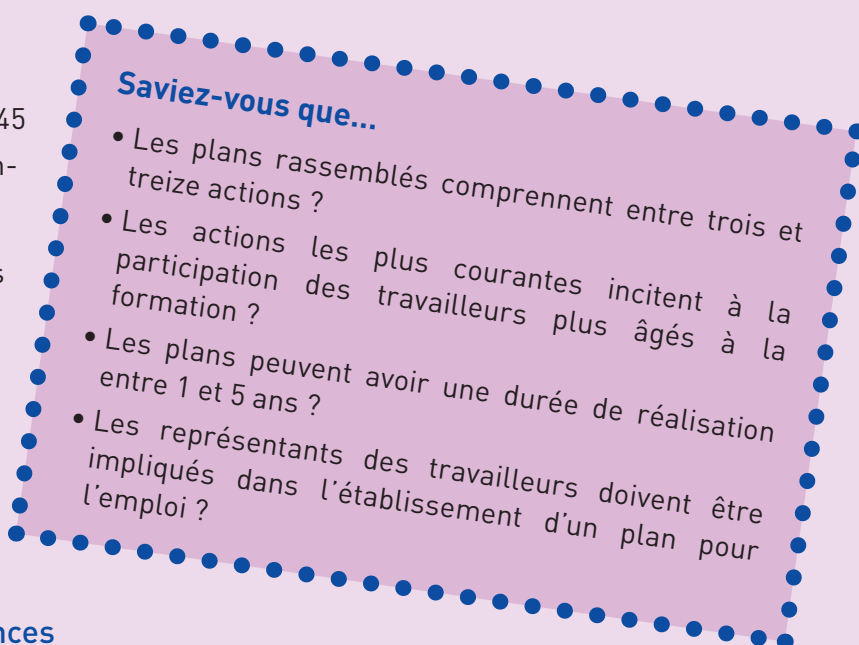 45
n-
s
Saviez-vous que...
• Les plans rassemblés comprennent entre trois et
treize actions ?
• Les actions les plus courantes incitent à la
participation des travailleurs plus âgés à la
formation ?
• Les plans peuvent avoir une durée de réalisation
entre 1 et 5 ans ?
• Les représentants des travailleurs doivent être
impliqués dans l'établissement d'un plan pour
l'emploi ?
nces